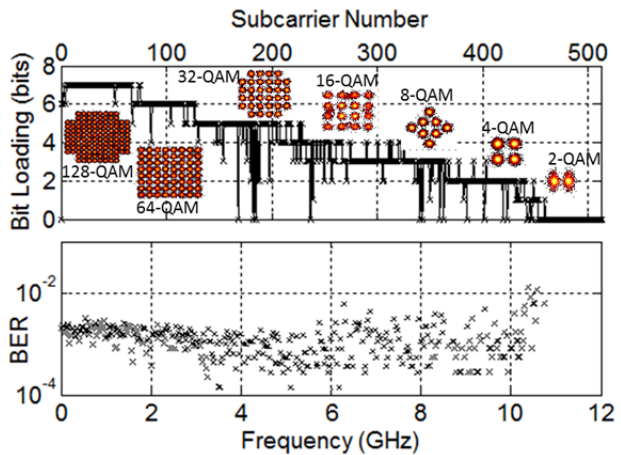 Subcarrier Number
0 100 200 300 400 500
Bit Loading (bits)
8
6
4
2
0
32-QAM
16-QAM
8-QAM
4-QAM
2-QAM
128-QAM
64-QAM
BER
10-2
10-4
0 2 4 6 8 10 12
Frequency (GHz)